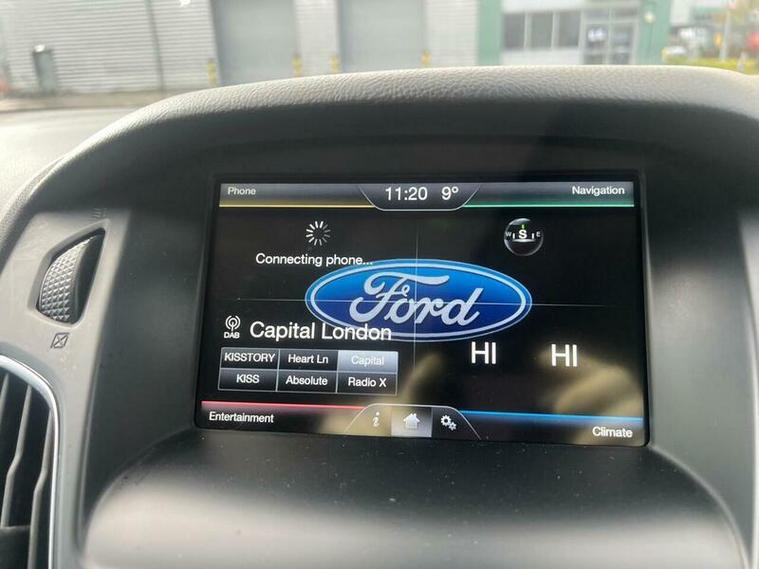 Phone
11:20 9°
Navigation
Connecting phone...
W S E
Ford
DAB
Capital London
KISSTORY
Heart Ln
Capital
KISS
Absolute
Radio X
HI
HI
Entertainment
i
Climate